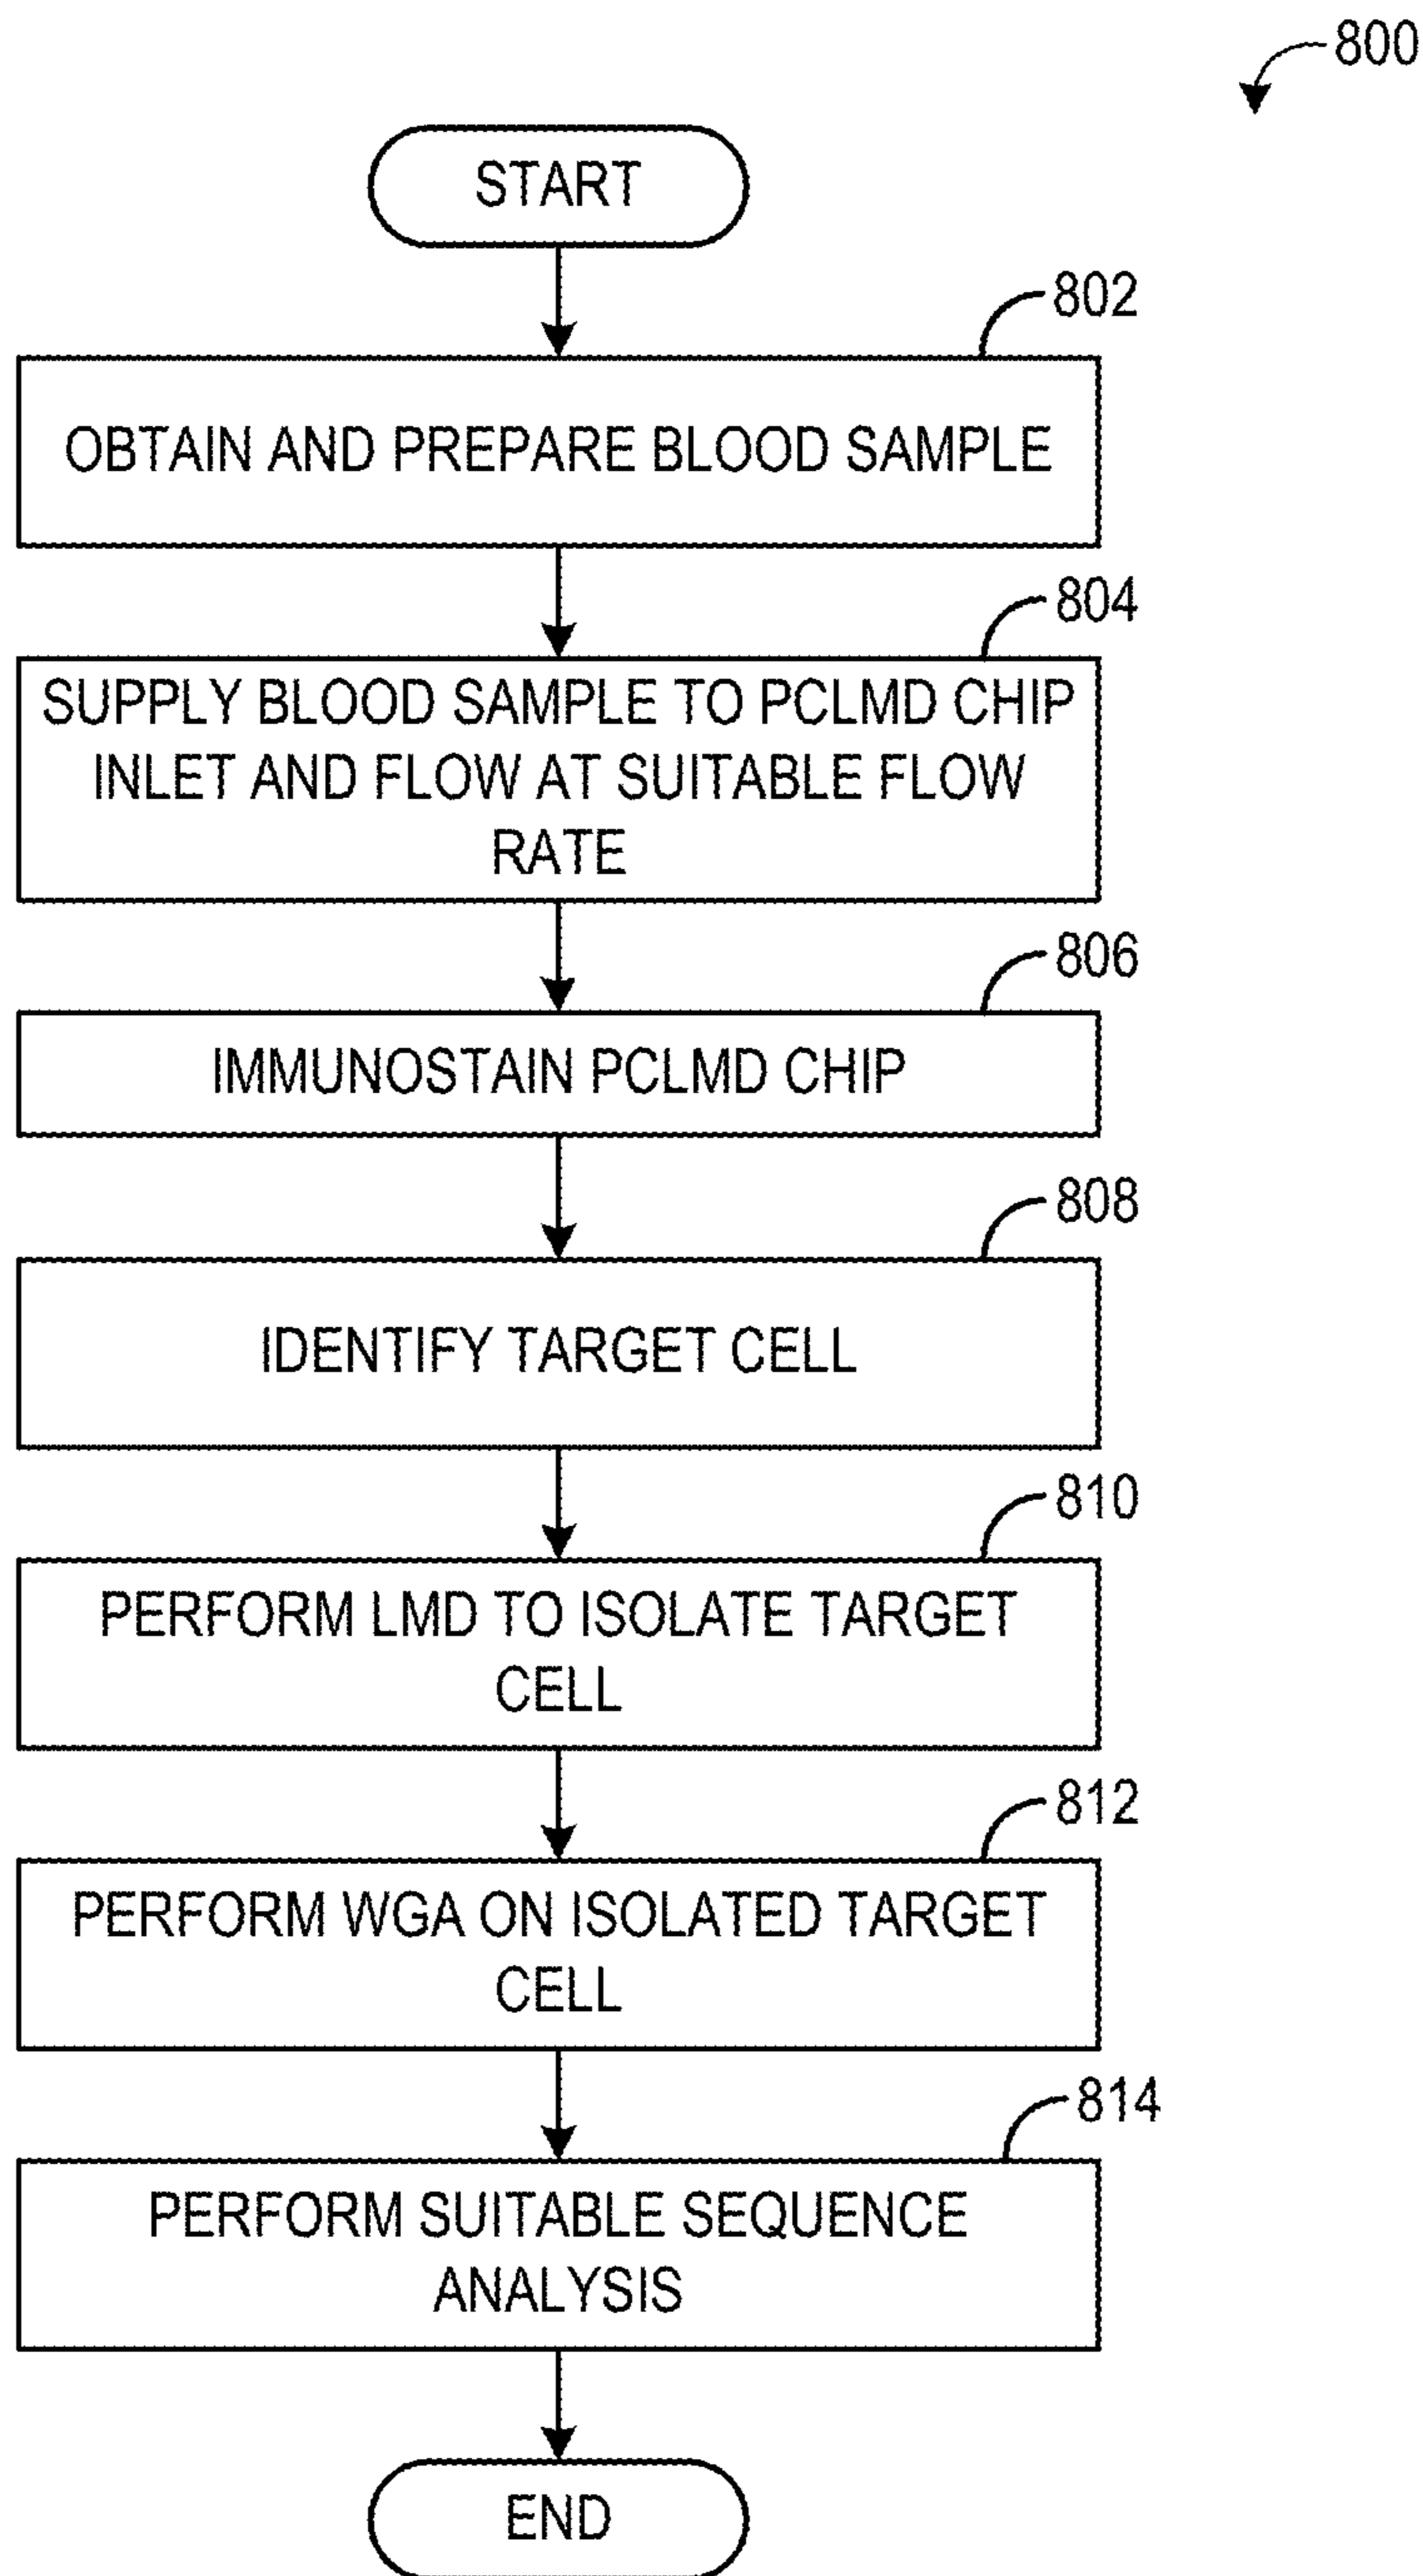 800
START
802
OBTAIN AND PREPARE BLOOD SAMPLE
804
SUPPLY BLOOD SAMPLE TO PCLMD CHIP
INLET AND FLOW AT SUITABLE FLOW
RATE
806
IMMUNOSTAIN PCLMD CHIP
808
IDENTIFY TARGET CELL
810
PERFORM LMD TO ISOLATE TARGET
CELL
812
PERFORM WGA ON ISOLATED TARGET
CELL
814
PERFORM SUITABLE SEQUENCE
ANALYSIS
END